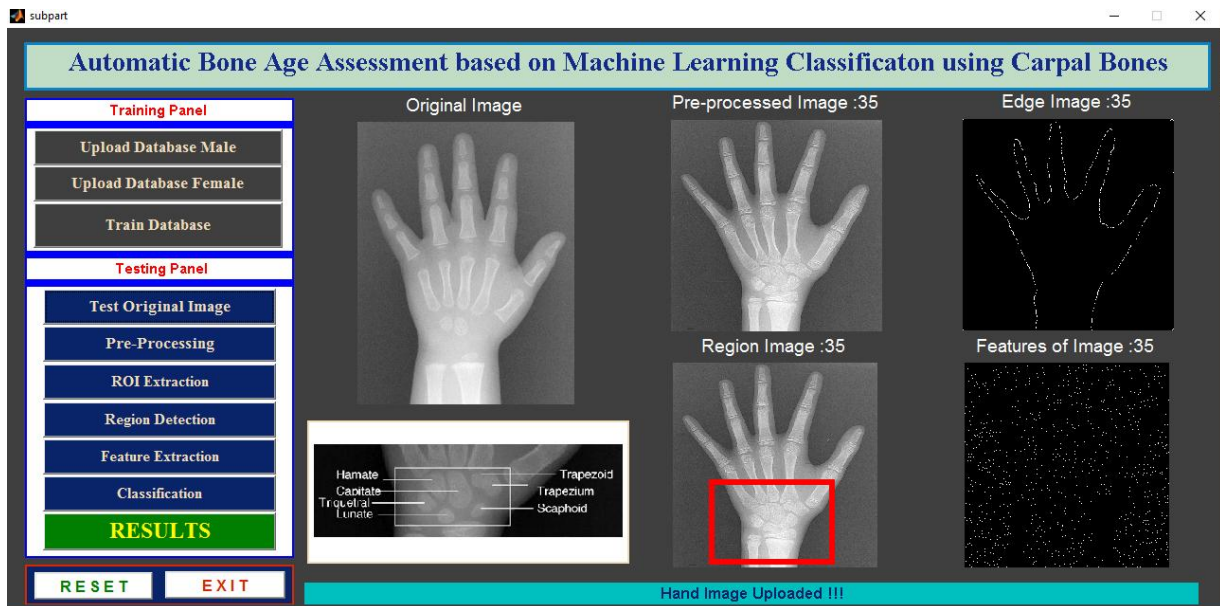 subpart
Automatic Bone Age Assessment based on Machine Learning Classificaton using Carpal Bones
Training Panel
Upload Database Male
Upload Database Female
Train Database
Testing Panel
Test Original Image
Pre-Processing
ROI Extraction
Region Detection
Feature Extraction
Classification
RESULTS
RESET
EXIT
Original Image
Pre-processed Image :35
Edge Image :35
Region Image :35
Features of Image :35
Hamate
Capitate
Triquetral
Lunate
Trapezoid
Trapezium
Scaphoid
Hand Image Uploaded !!!